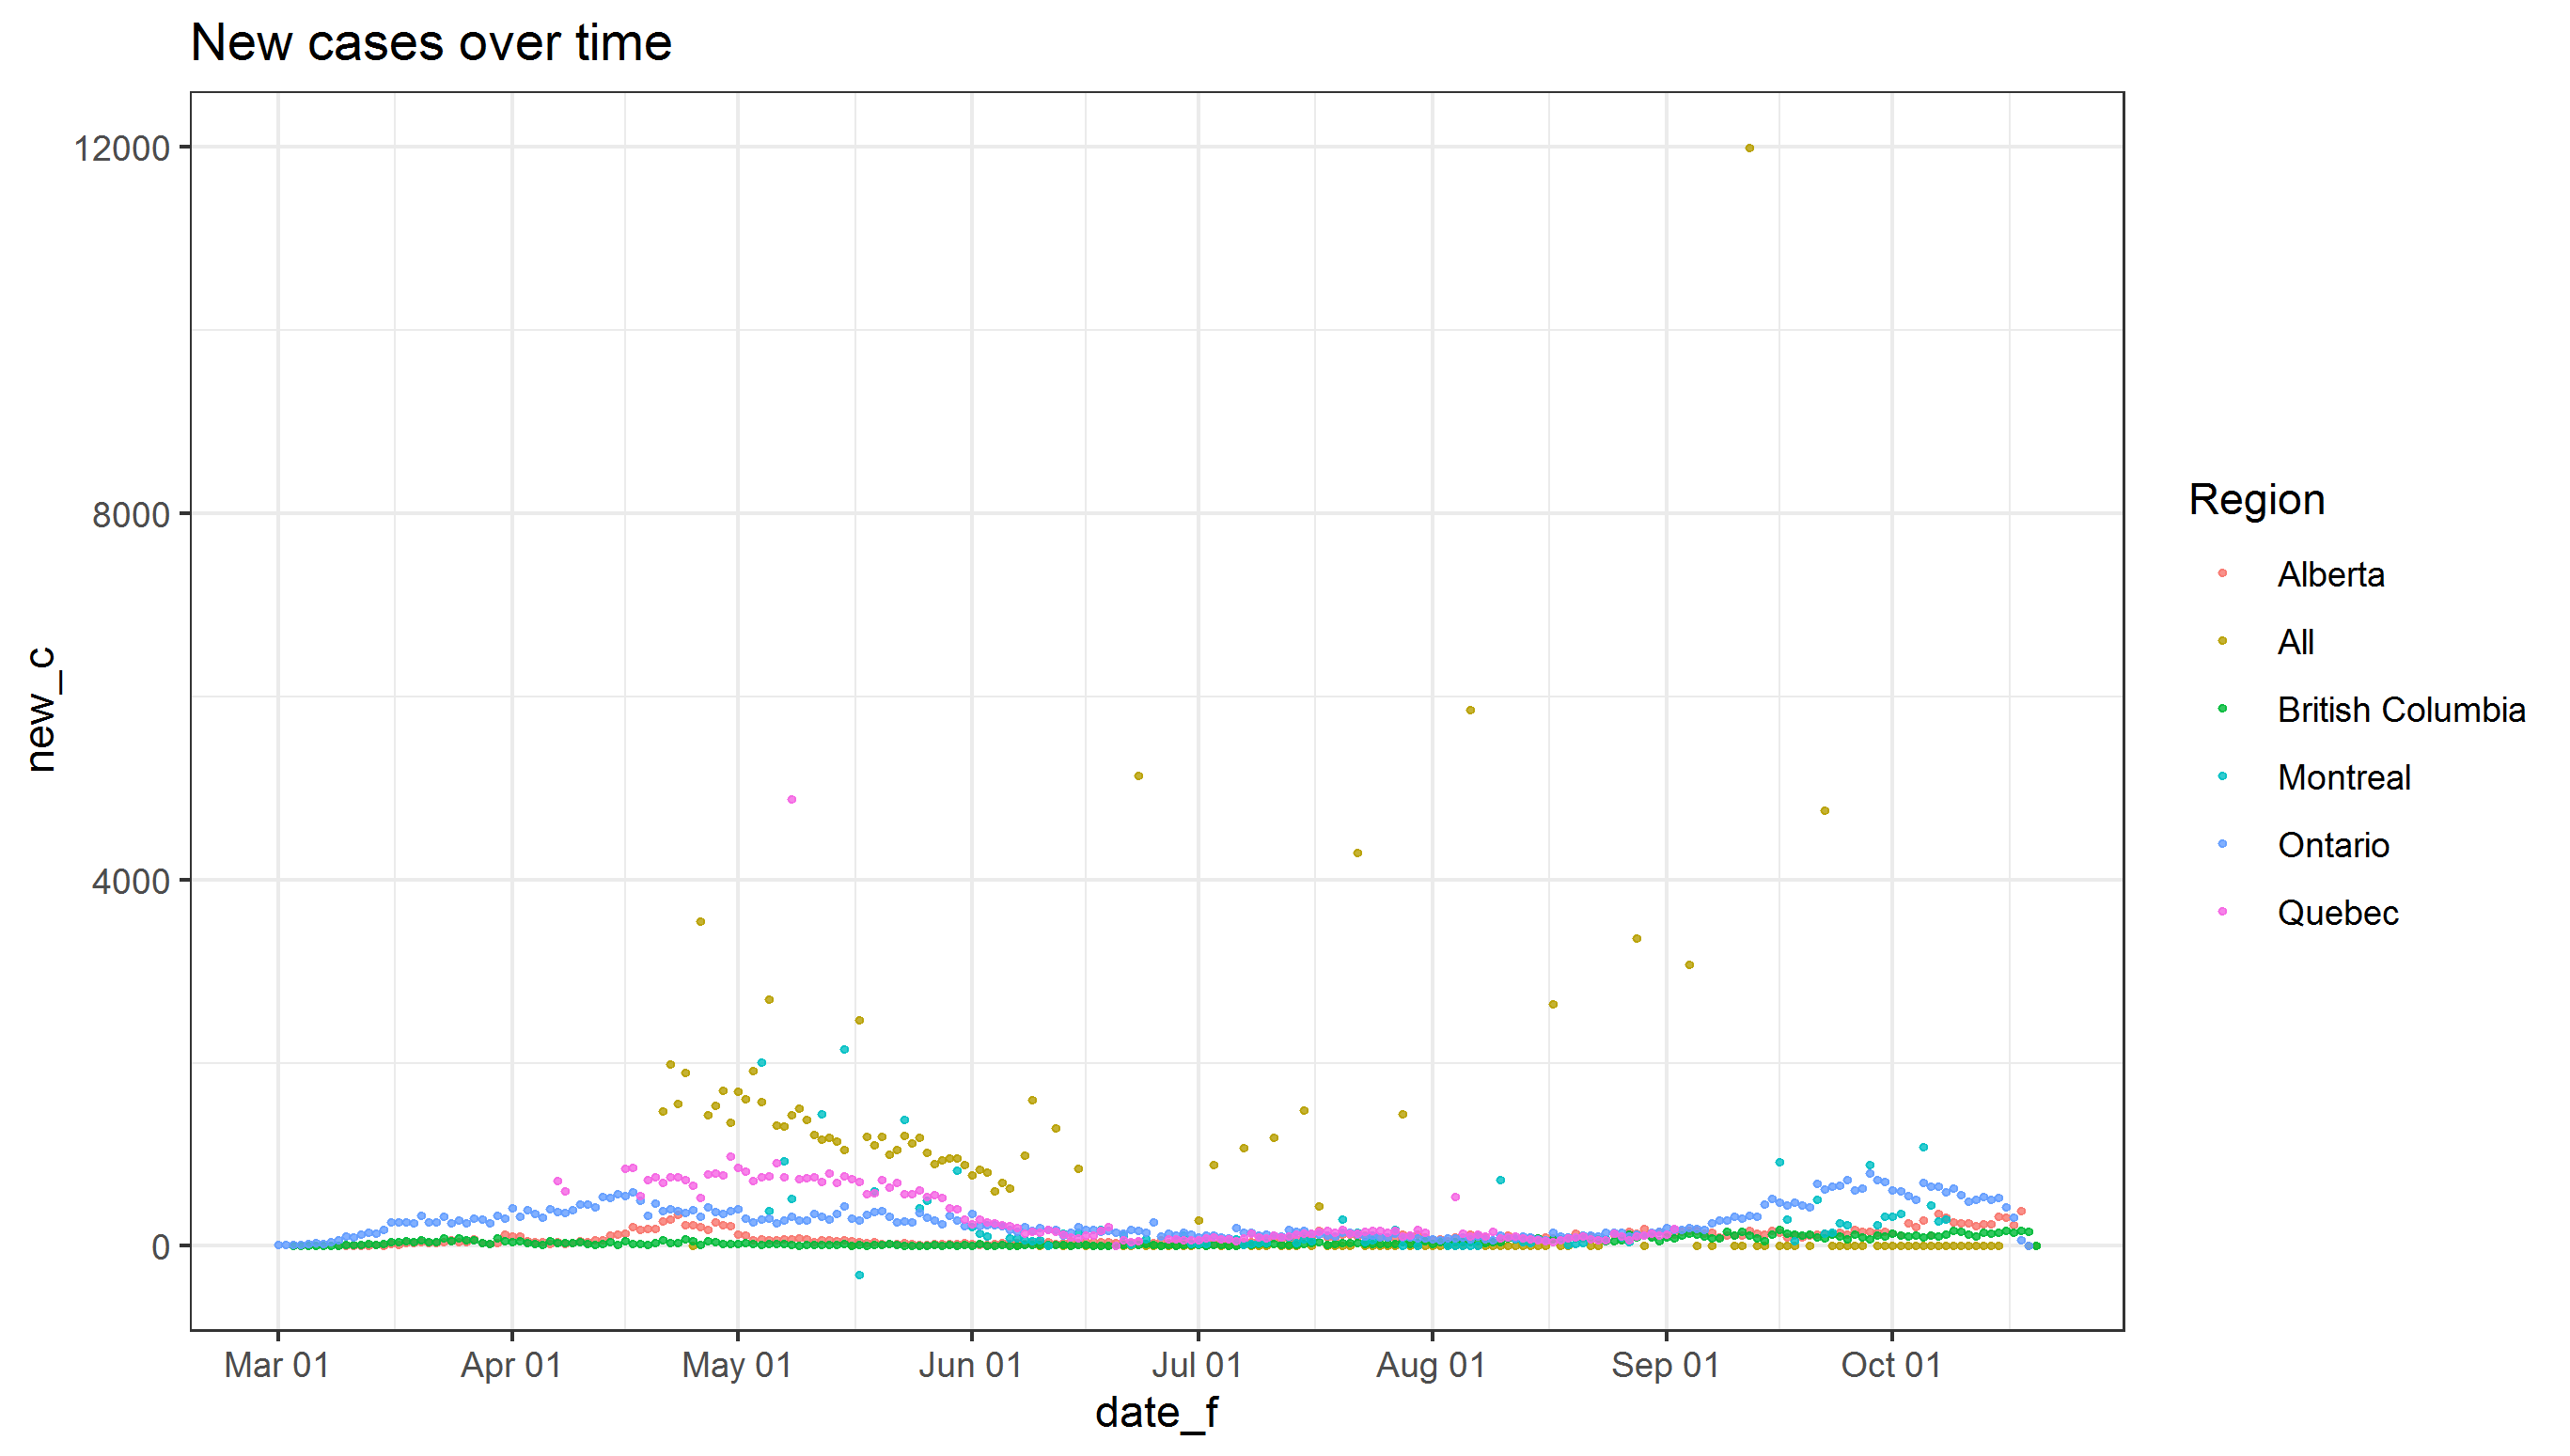 New cases over time
12000
8000
4000
0
new_c
Mar 01
Apr 01
May 01
Jun 01
Jul 01
Aug 01
Sep 01
Oct 01
date_f
Region
Alberta
All
British Columbia
Montreal
Ontario
Quebec